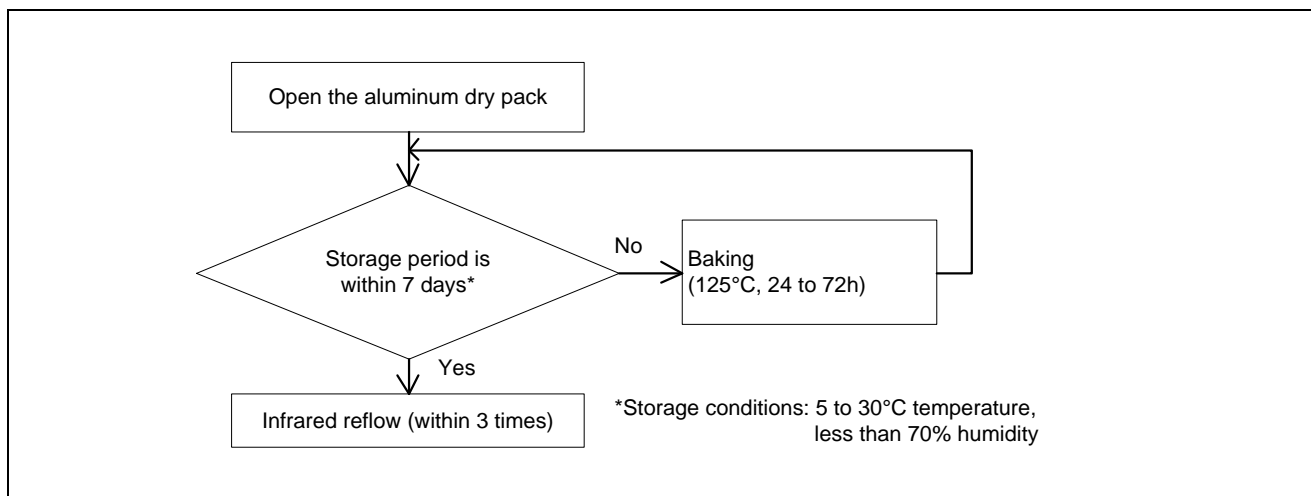 Open the aluminum dry pack
Storage period is
within 7 days*
No
Baking
(125°C, 24 to 72h)
Yes
Infrared reflow (within 3 times)
*Storage conditions: 5 to 30°C temperature,
less than 70% humidity